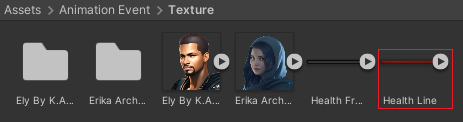 Assets > Animation Event > Texture
Ely By K.A... Erika Arch... Ely By K.A... Erika Arch... Health Fr... Health Line